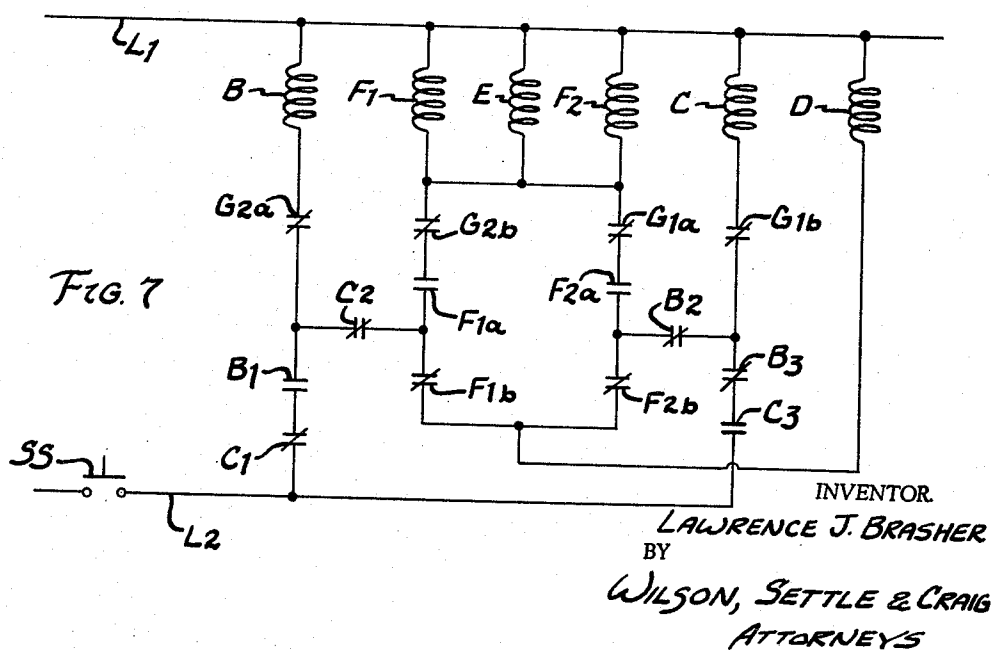 L1
B
F1
E
F2
C
D
G2a
G2b
G1a
G1b
FIG. 7
C2
F1a
F2a
B2
B1
F1b
F2b
B3
C3
C1
SS
L2
INVENTOR.
LAWRENCE J. BRASHER
BY
WILSON, SETTLE & CRAIG
ATTORNEYS